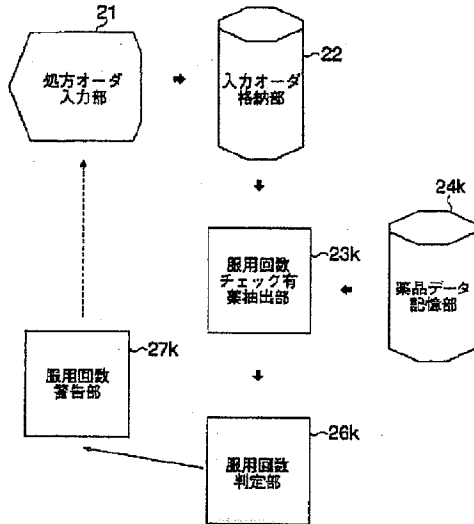 21
処方オーダ
入力部
22
入力オーダ
格納部
23k
服用回数
チェック有
薬抽出部
24k
薬品データ
記憶部
27k
服用回数
警告部
26k
服用回数
判定部